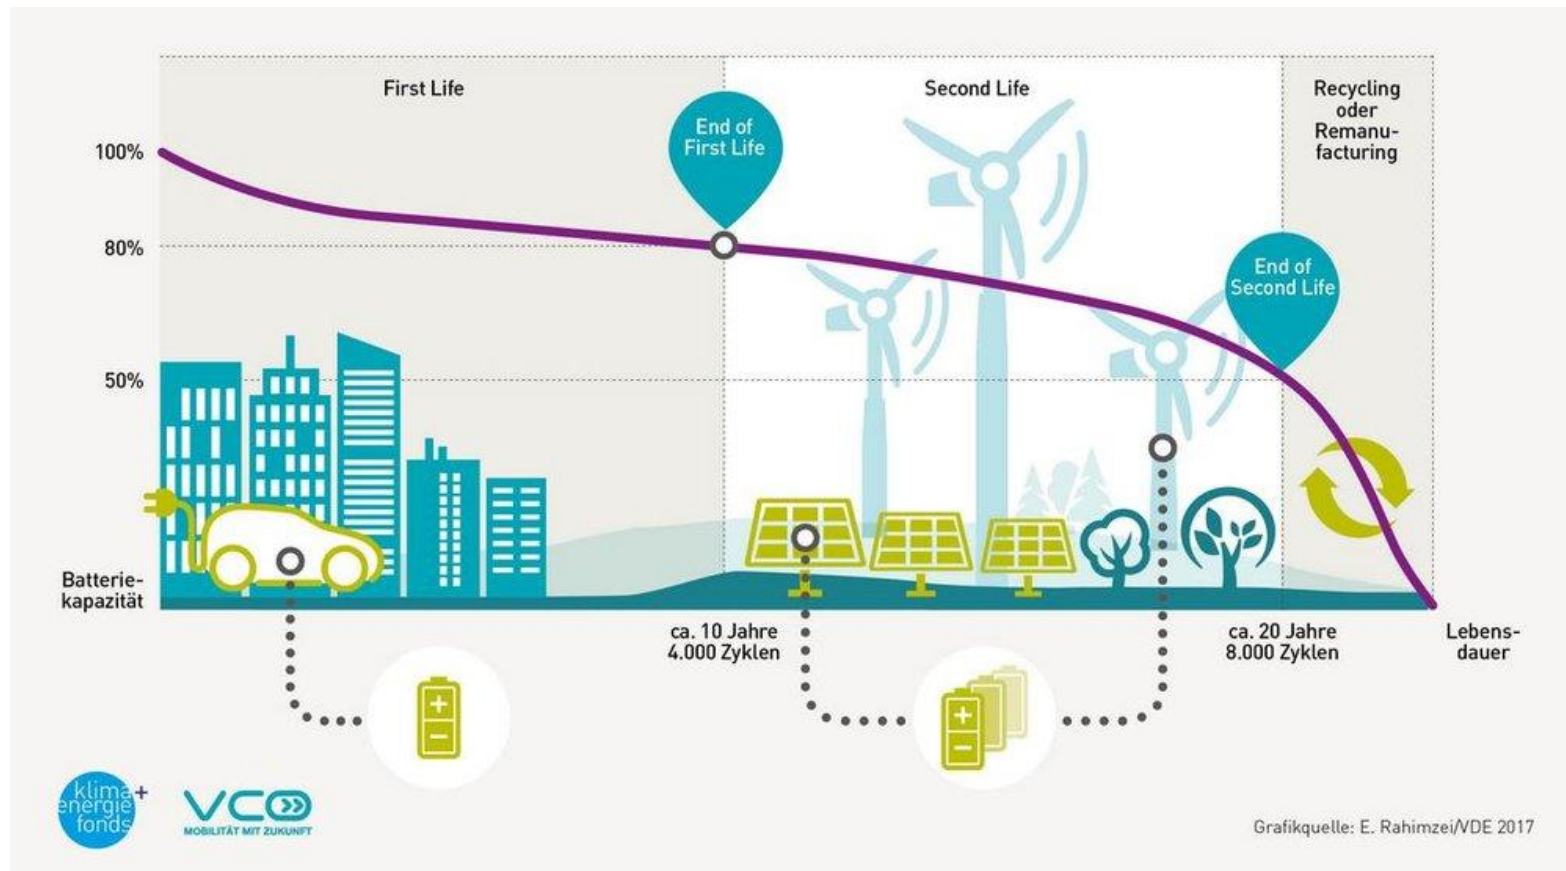 First Life
Second Life
Recycling
oder
Remanu-
facturing
End of
First Life
100%
80%
End of
Second Life
50%
Batterie-
kapazität
ca. 10 Jahre
4.000 Zyklen
ca. 20 Jahre
8.000 Zyklen
Lebens-
dauer
+
−
+
−
klima+
energie
fonds
VCO
MOBILITÄT MIT ZUKUNFT
Grafikquelle: E. Rahimzei/VDE 2017